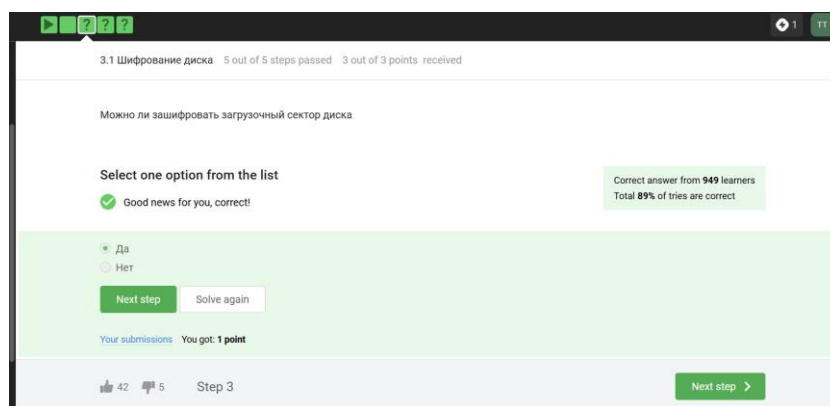 ? ? ?
1 TT
3.1 Шифрование диска 5 out of 5 steps passed 3 out of 3 points received
Можно ли зашифровать загрузочный сектор диска
Select one option from the list
Good news for you, correct!
Correct answer from 949 learners
Total 89% of tries are correct
Да
Нет
Next step Solve again
Your submissions You got: 1 point
42 5 Step 3 Next step